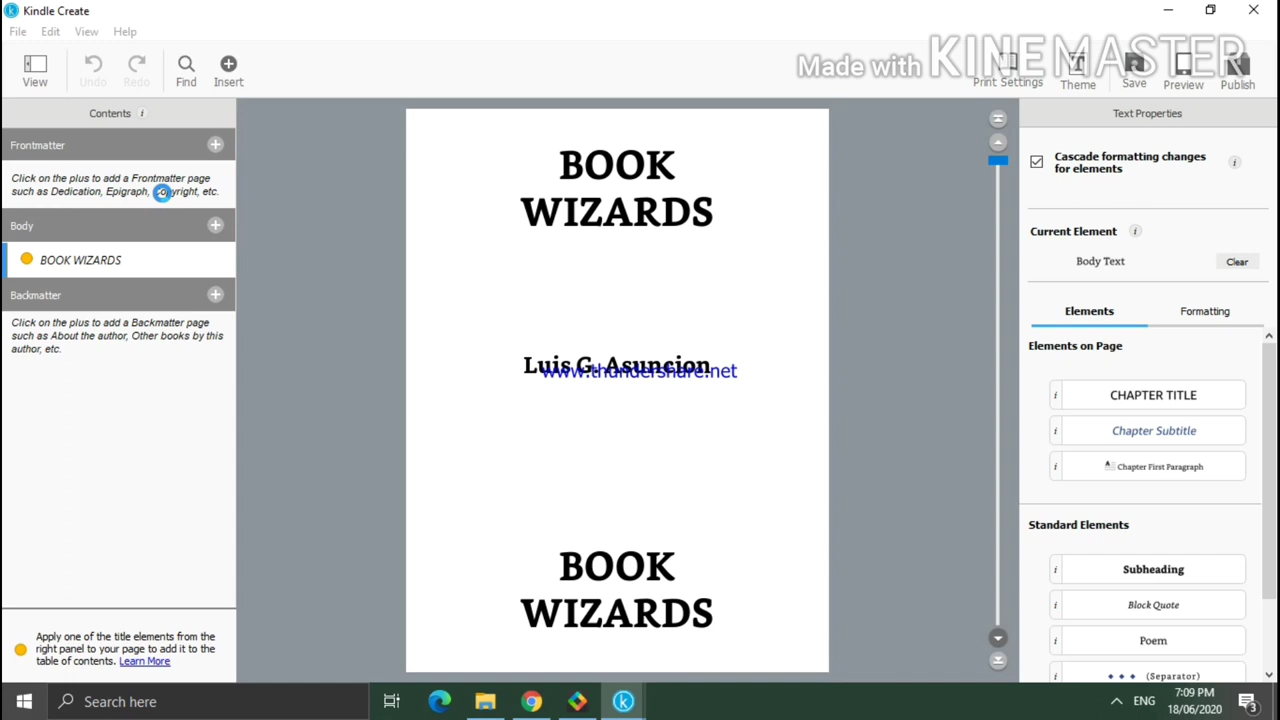 Kindle Create
File Edit View Help
Made with KINEMASTER
View Undo Redo Find Insert Print Settings Theme Save Preview Publish
Contents i
Text Properties
Frontmatter
Click on the plus to add a Frontmatter page
such as Dedication, Epigraph, Copyright, etc.
Body
BOOK WIZARDS
Backmatter
Click on the plus to add a Backmatter page
such as About the author, Other books by this
author, etc.
Apply one of the title elements from the
right panel to your page to add it to the
table of contents. Learn More
BOOK
WIZARDS
Luis G. Asuncion
www.thundershare.net
BOOK
WIZARDS
Cascade formatting changes
for elements i
Current Element i
Body Text Clear
Elements Formatting
Elements on Page
i CHAPTER TITLE
i Chapter Subtitle
i A Chapter First Paragraph
Standard Elements
i Subheading
i Block Quote
i Poem
i (Separator)
Search here
ENG
7:09 PM
18/06/2020
3